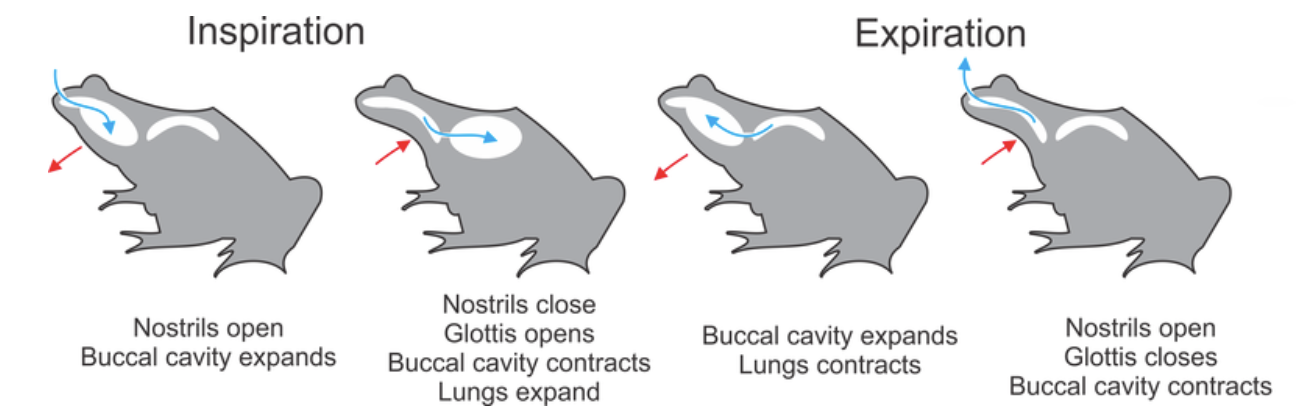 Inspiration
Expiration
Nostrils open
Buccal cavity expands
Nostrils close
Glottis opens
Buccal cavity contracts
Lungs expand
Buccal cavity expands
Lungs contracts
Nostrils open
Glottis closes
Buccal cavity contracts